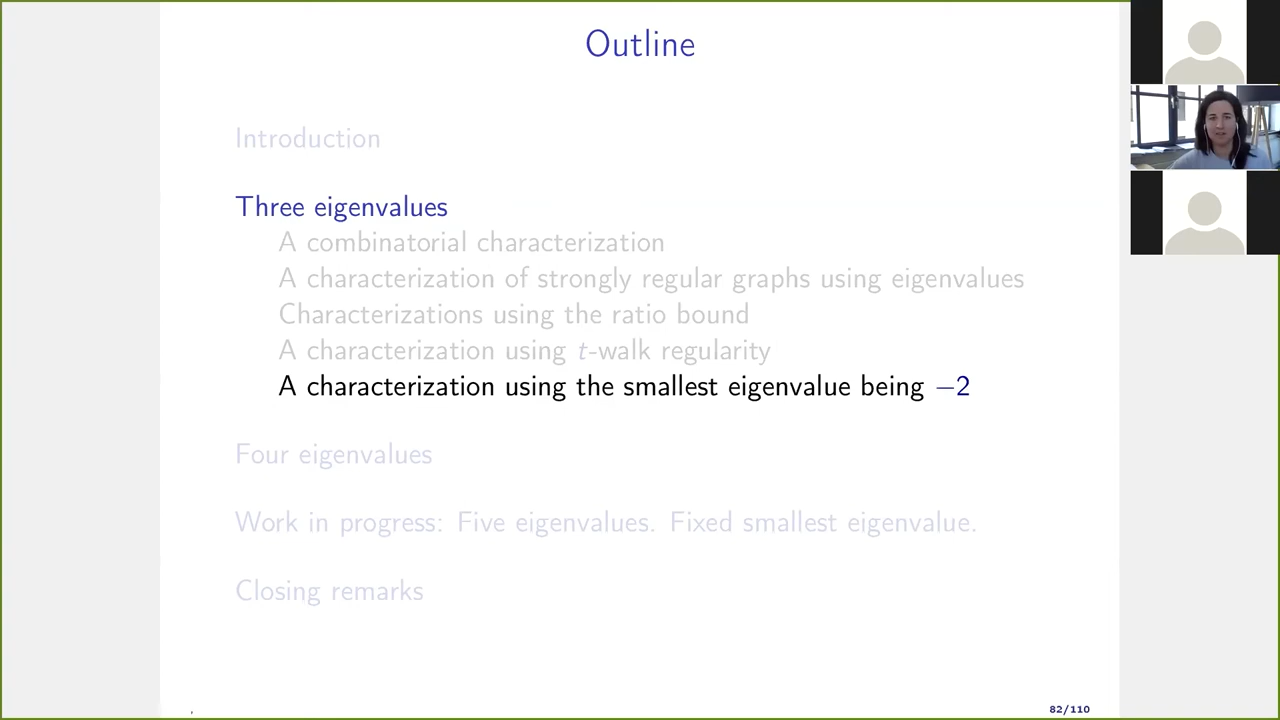 Outline
Introduction
Three eigenvalues
A combinatorial characterization
A characterization of strongly regular graphs using eigenvalues
Characterizations using the ratio bound
A characterization using t-walk regularity
A characterization using the smallest eigenvalue being −2
Four eigenvalues
Work in progress: Five eigenvalues. Fixed smallest eigenvalue.
Closing remarks
,
82/110